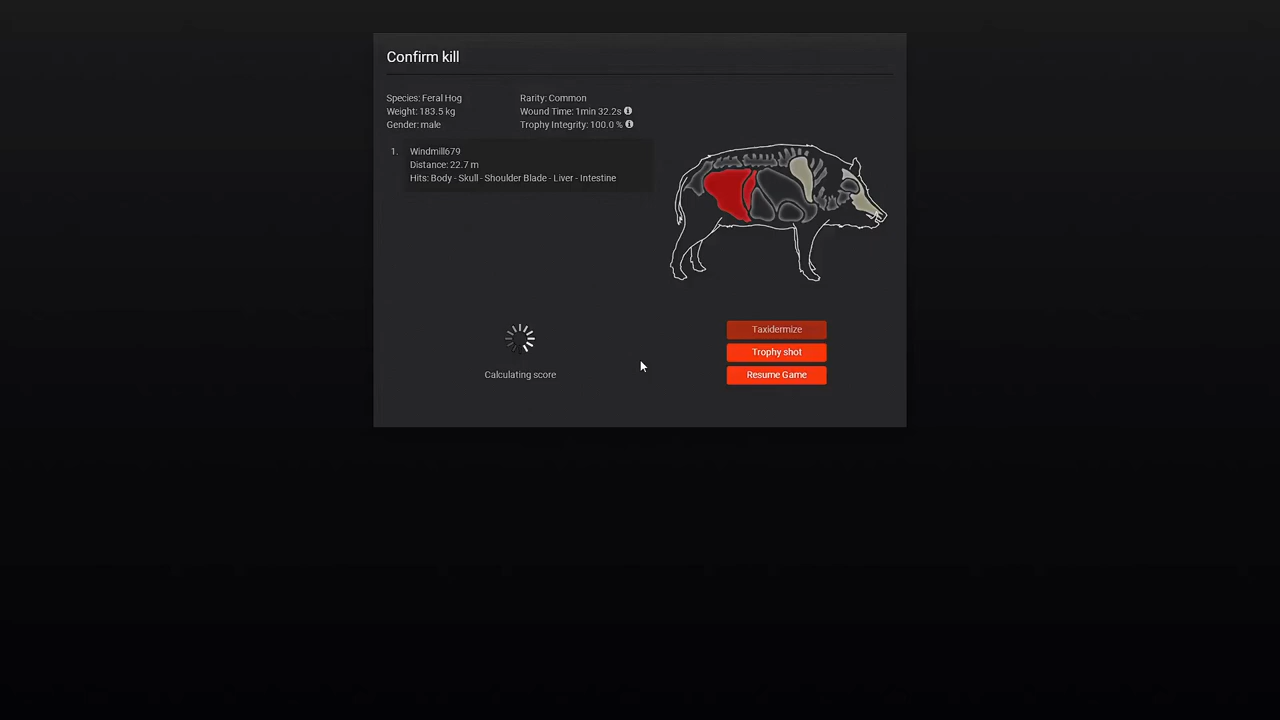 Confirm kill
Species: Feral Hog
Weight: 183.5 kg
Gender: male
Rarity: Common
Wound Time: 1min 32.2s
Trophy Integrity: 100.0 %
1.
Windmill679
Distance: 22.7 m
Hits: Body - Skull - Shoulder Blade - Liver - Intestine
Calculating score
Taxidermize
Trophy shot
Resume Game